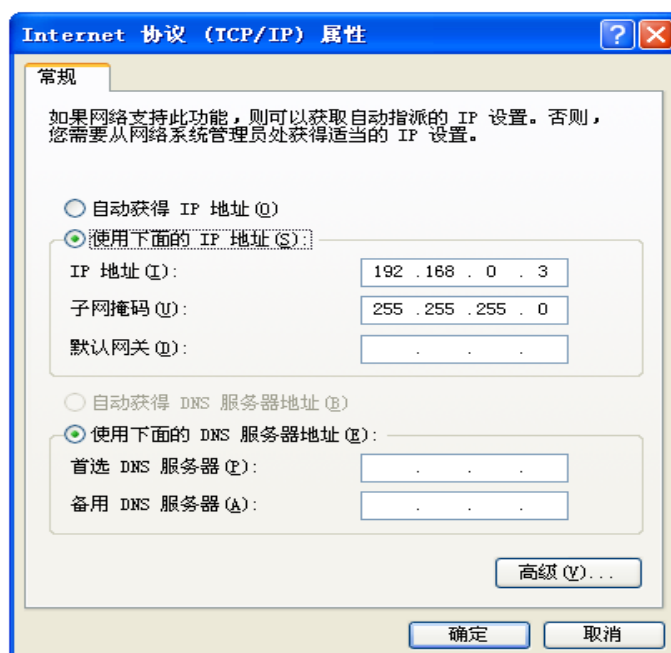 Internet 协议 (TCP/IP) 属性
常规
如果网络支持此功能，则可以获取自动指派的 IP 设置。否则，
您需要从网络系统管理员处获得适当的 IP 设置。
自动获得 IP 地址(O)
使用下面的 IP 地址(S):
IP 地址(I): 192 .168 . 0 . 3
子网掩码(U): 255 .255 .255 . 0
默认网关(D): . . .
自动获得 DNS 服务器地址(B)
使用下面的 DNS 服务器地址(E):
首选 DNS 服务器(P): . . .
备用 DNS 服务器(A): . . .
高级(V)...
确定 取消